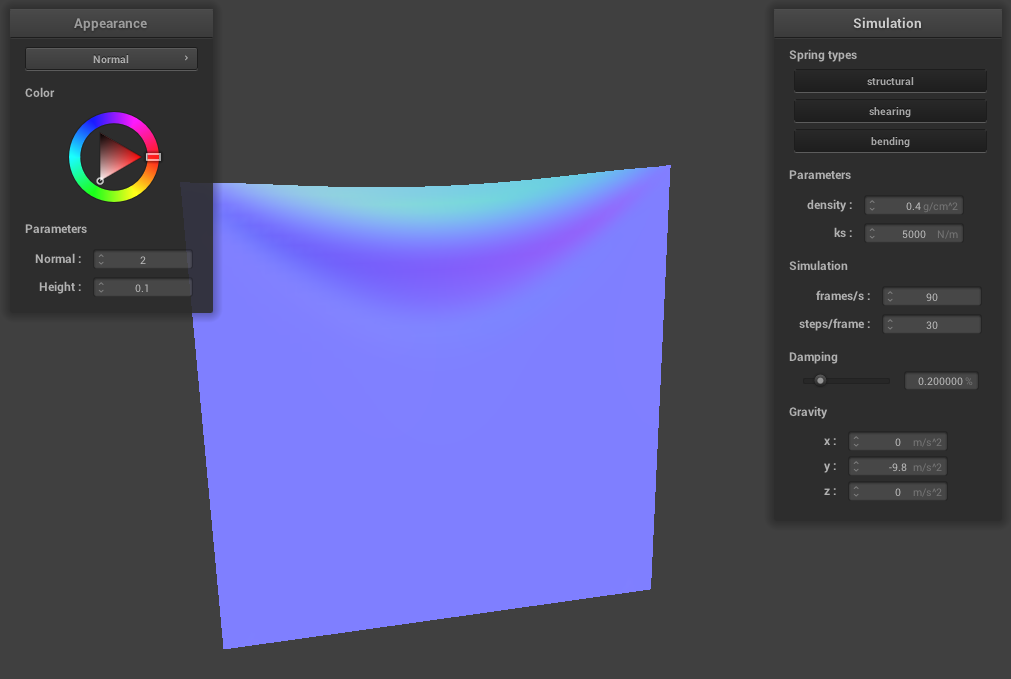 Appearance
Normal ›
Color
Parameters
Normal : 2
Height : 0.1
Simulation
Spring types
structural
shearing
bending
Parameters
density : 0.4 g/cm^2
ks : 5000 N/m
Simulation
frames/s : 90
steps/frame : 30
Damping
0.200000 %
Gravity
x : 0 m/s^2
y : -9.8 m/s^2
z : 0 m/s^2